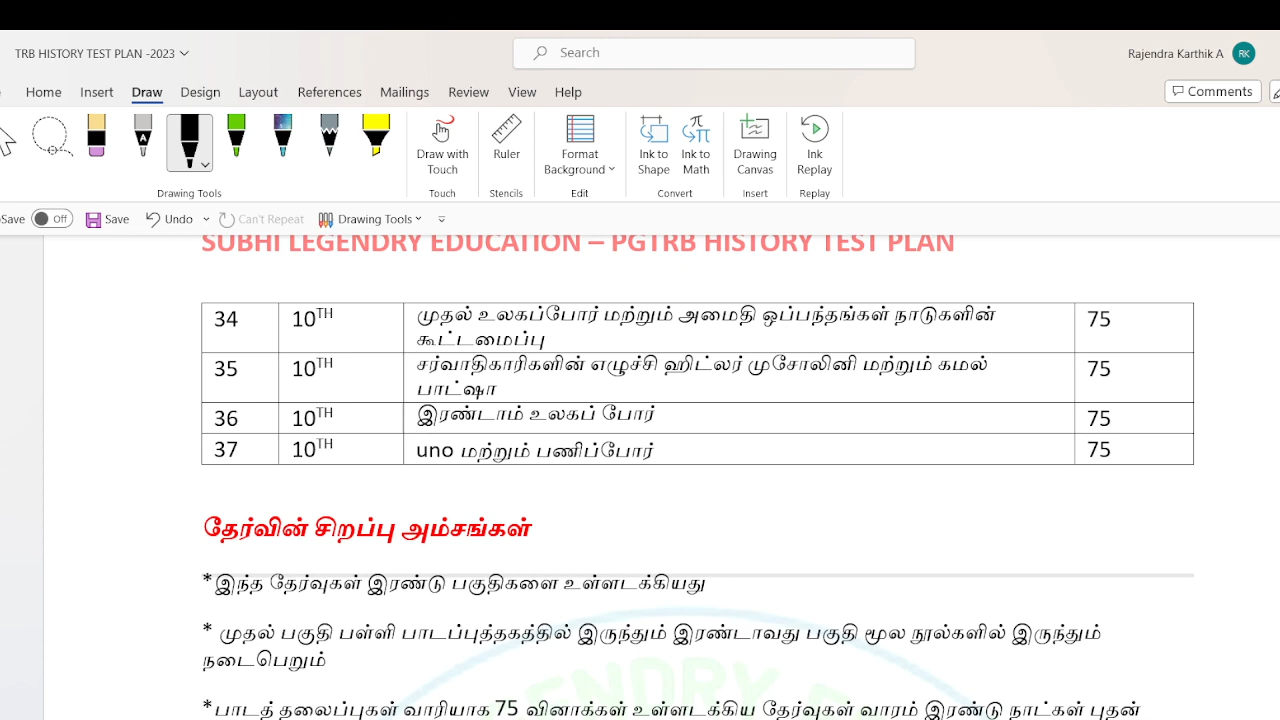 TRB HISTORY TEST PLAN -2023
Search
Rajendra Karthik A RK
Home Insert Draw Design Layout References Mailings Review View Help
Comments
A
Draw with Touch
Ruler
Format Background
Ink to Shape
Ink to Math
Drawing Canvas
Ink Replay
Drawing Tools Touch Stencils Edit Convert Insert Replay
Save Off Save Undo Can't Repeat Drawing Tools
SUBHI LEGENDRY EDUCATION – PGTRB HISTORY TEST PLAN
34 10TH முதல் உலகப்போர் மற்றும் அமைதி ஒப்பந்தங்கள் நாடுகளின் 75
கூட்டமைப்பு
35 10TH சர்வாதிகாரிகளின் எழுச்சி ஹிட்லர் முசோலினி மற்றும் கமல் 75
பாட்ஷா
36 10TH இரண்டாம் உலகப் போர் 75
37 10TH uno மற்றும் பணிப்போர் 75
தேர்வின் சிறப்பு அம்சங்கள்
*இந்த தேர்வுகள் இரண்டு பகுதிகளை உள்ளடக்கியது
* முதல் பகுதி பள்ளி பாடப்புத்தகத்தில் இருந்தும் இரண்டாவது பகுதி மூல நூல்களில் இருந்தும்
நடைபெறும்
*பாடத் தலைப்புகள் வாரியாக 75 வினாக்கள் உள்ளடக்கிய தேர்வுகள் வாரம் இரண்டு நாட்கள் புதன்